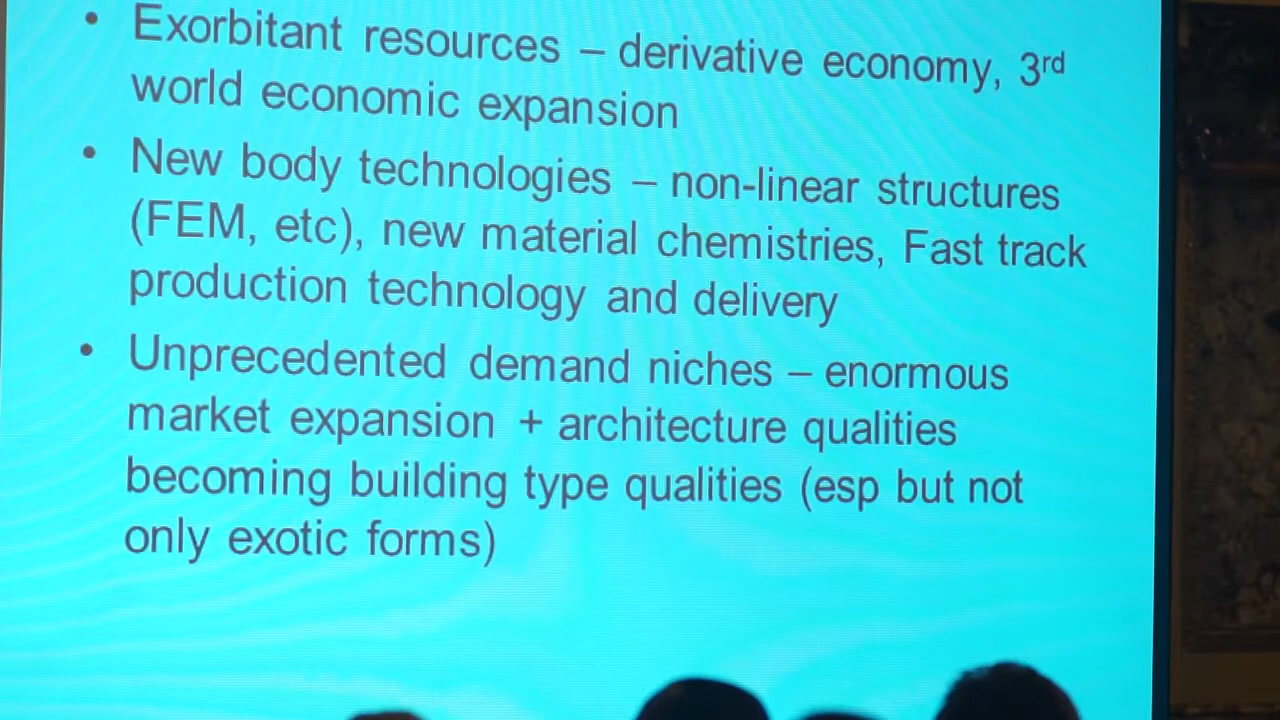 • Exorbitant resources – derivative economy, 3rd
world economic expansion
• New body technologies – non-linear structures
(FEM, etc), new material chemistries, Fast track
production technology and delivery
• Unprecedented demand niches – enormous
market expansion + architecture qualities
becoming building type qualities (esp but not
only exotic forms)